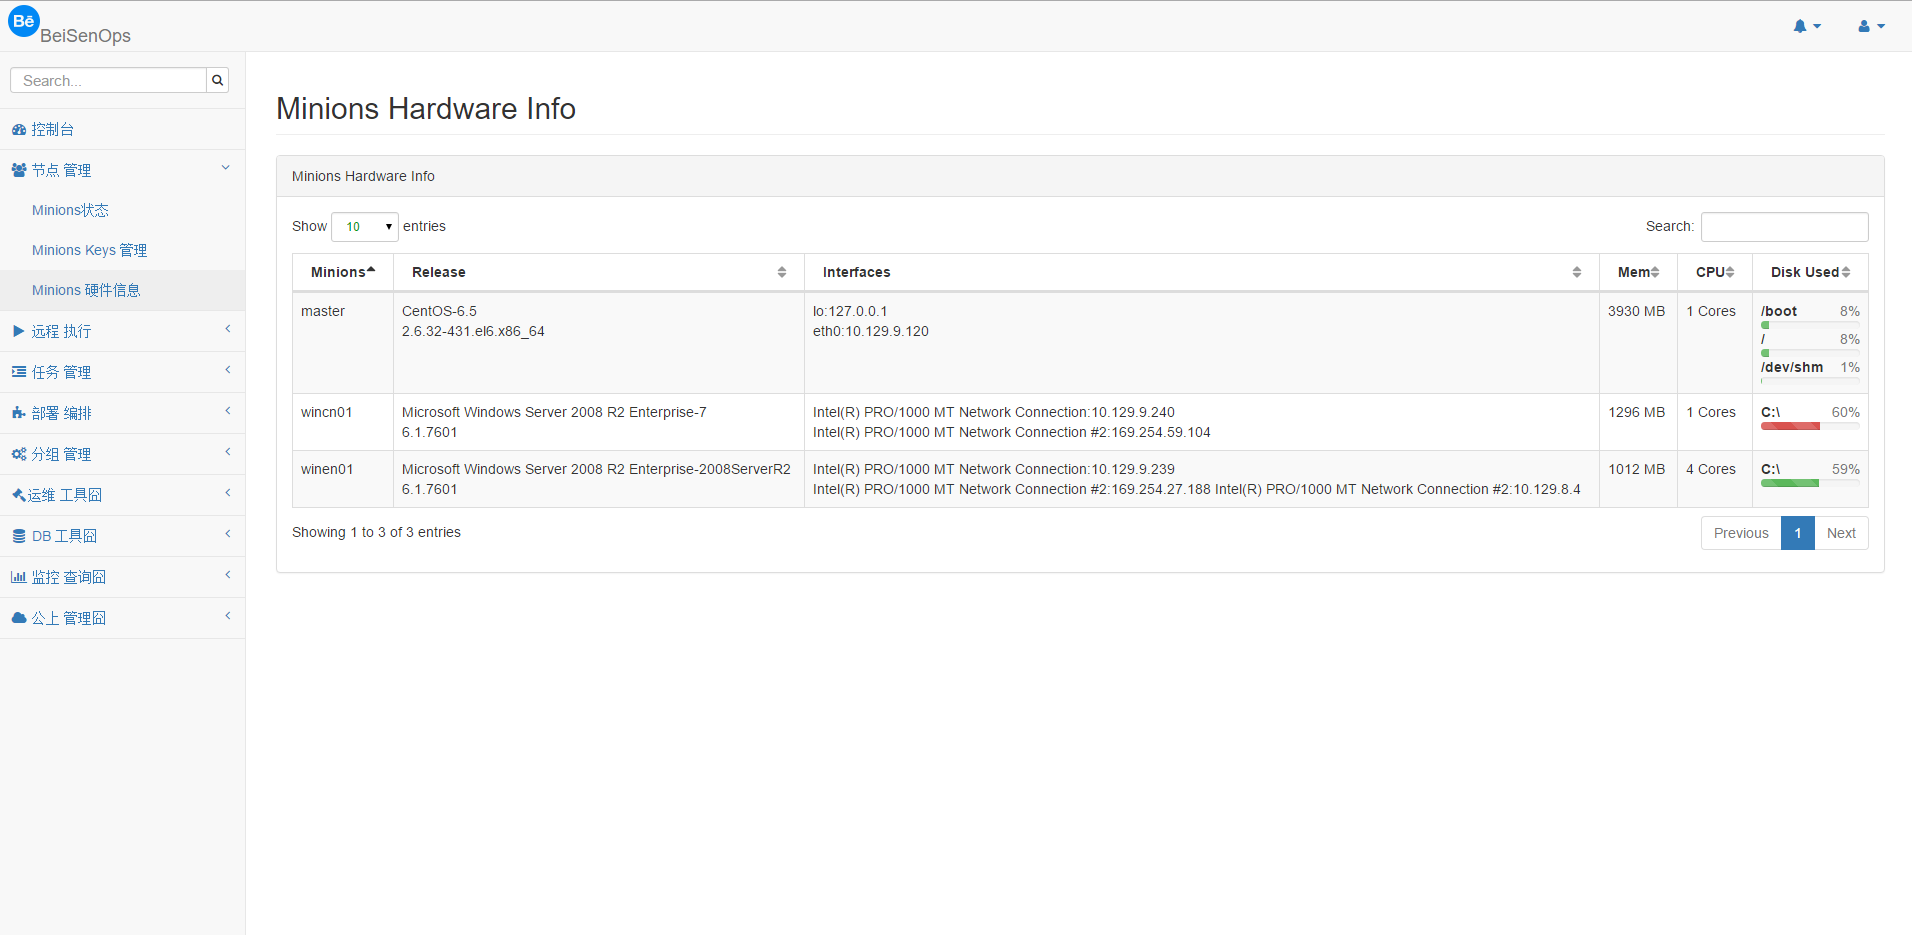 Bē
BeiSenOps
Search...
控制台
节点 管理
Minions状态
Minions Keys 管理
Minions 硬件信息
远程 执行
任务 管理
部署 编排
分组 管理
运维 工具囧
DB 工具囧
监控 查询囧
公上 管理囧
Minions Hardware Info
Minions Hardware Info
Show 10 entries
Search:
Minions Release Interfaces Mem CPU Disk Used
master CentOS-6.5 lo:127.0.0.1 3930 MB 1 Cores /boot 8%
2.6.32-431.el6.x86_64 eth0:10.129.9.120 / 8%
/dev/shm 1%
wincn01 Microsoft Windows Server 2008 R2 Enterprise-7 Intel(R) PRO/1000 MT Network Connection:10.129.9.240 1296 MB 1 Cores C:\ 60%
6.1.7601 Intel(R) PRO/1000 MT Network Connection #2:169.254.59.104
winen01 Microsoft Windows Server 2008 R2 Enterprise-2008ServerR2 Intel(R) PRO/1000 MT Network Connection:10.129.9.239 1012 MB 4 Cores C:\ 59%
6.1.7601 Intel(R) PRO/1000 MT Network Connection #2:169.254.27.188 Intel(R) PRO/1000 MT Network Connection #2:10.129.8.4
Showing 1 to 3 of 3 entries
Previous 1 Next